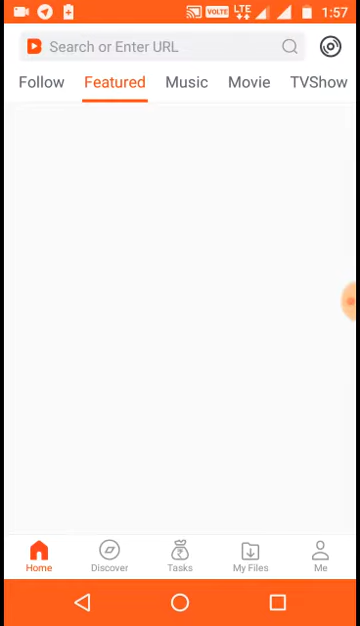 VOLTE LTE 1:57
Search or Enter URL
Follow Featured Music Movie TVShow
Home Discover Tasks My Files Me